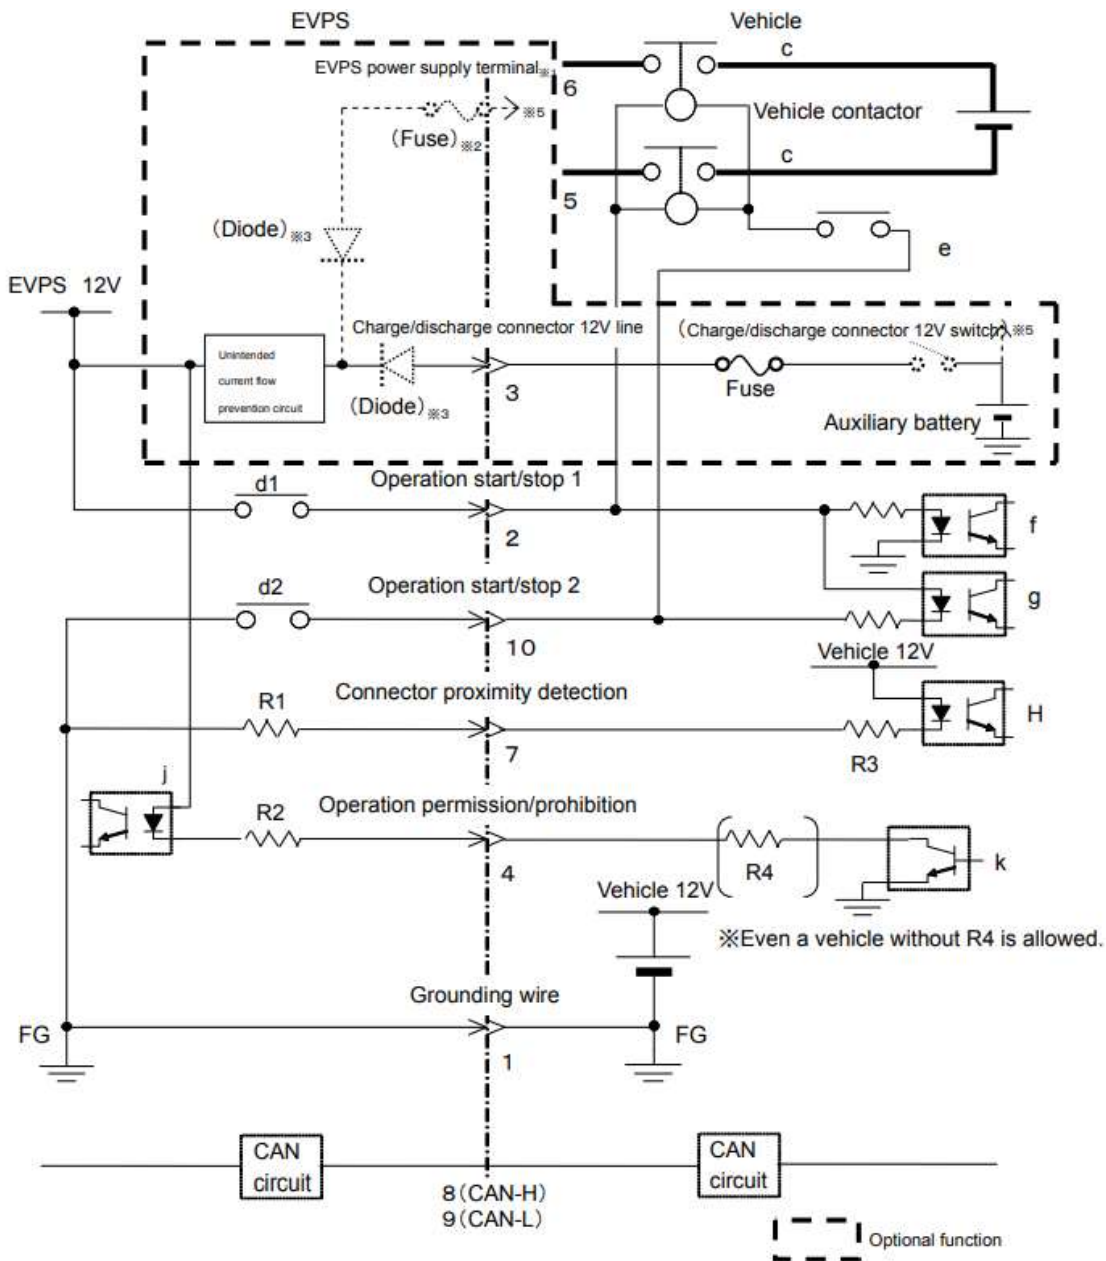 EVPS
Vehicle
c
EVPS power supply terminal※1
6
※5
(Fuse)※2
Vehicle contactor
c
5
(Diode)※3
e
EVPS 12V
Charge/discharge connector 12V line
(Charge/discharge connector 12V switch)※5
Unintended
current flow
prevention circuit
(Diode)※3
3
Fuse
Auxiliary battery
d1
Operation start/stop 1
2
f
d2
Operation start/stop 2
10
g
Vehicle 12V
R1
Connector proximity detection
7
R3
H
j
R2
Operation permission/prohibition
4
R4
k
Vehicle 12V
※Even a vehicle without R4 is allowed.
Grounding wire
FG
1
FG
CAN
circuit
CAN
circuit
8(CAN-H)
9(CAN-L)
Optional function